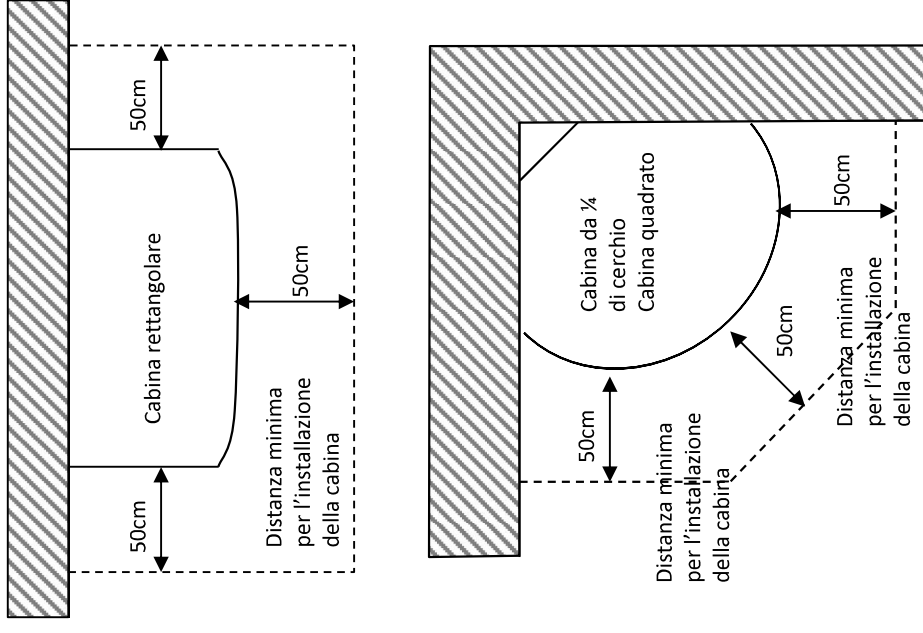 50cm
Cabina rettangolare
50cm
50cm
Distanza minima
per l'installazione
della cabina
Cabina da ¼
di cerchio
Cabina quadrato
50cm
50cm
50cm
Distanza minima
per l'installazione
della cabina
Distanza minima
per l'installazione
della cabina